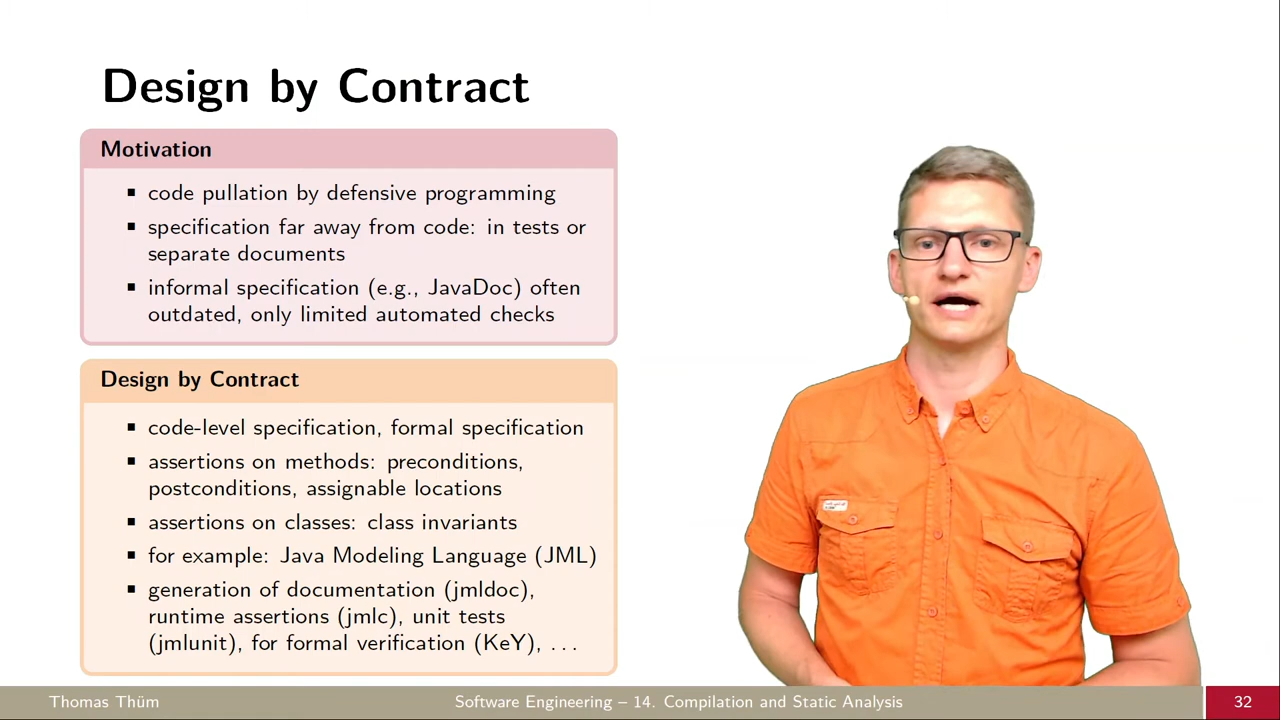 Design by Contract
Motivation
▪ code pullation by defensive programming
▪ specification far away from code: in tests or
separate documents
▪ informal specification (e.g., JavaDoc) often
outdated, only limited automated checks
Design by Contract
▪ code-level specification, formal specification
▪ assertions on methods: preconditions,
postconditions, assignable locations
▪ assertions on classes: class invariants
▪ for example: Java Modeling Language (JML)
▪ generation of documentation (jmldoc),
runtime assertions (jmlc), unit tests
(jmlunit), for formal verification (KeY), . . .
Thomas Thüm
Software Engineering – 14. Compilation and Static Analysis
32